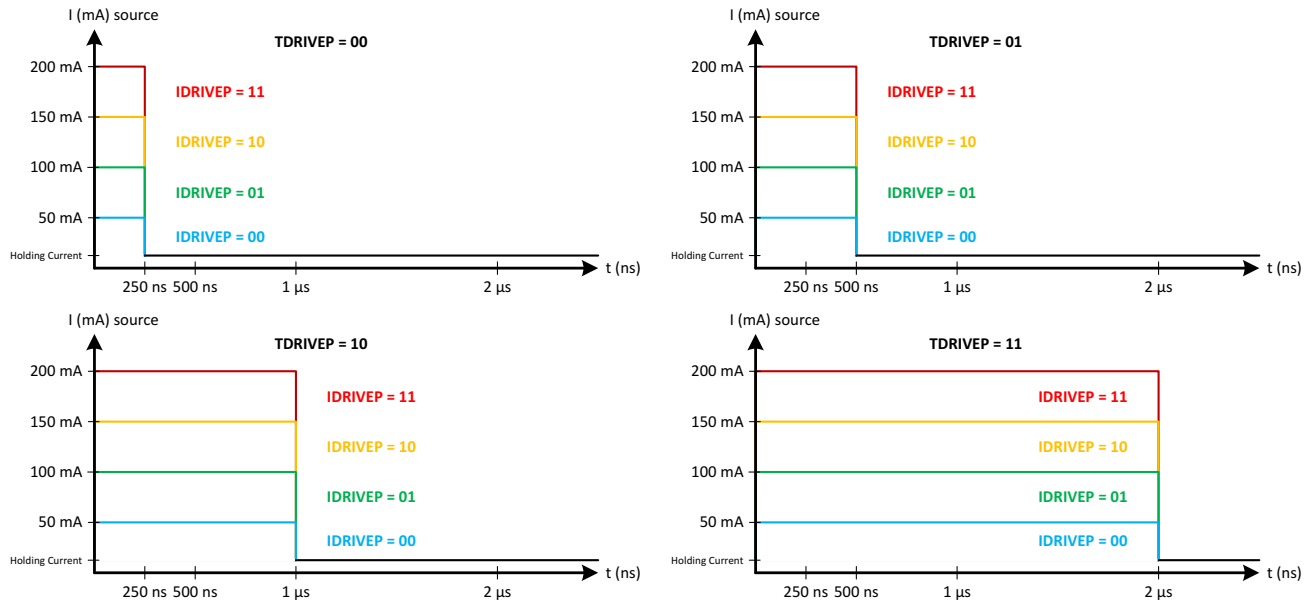 I (mA) source
TDRIVEP = 00
200 mA
IDRIVEP = 11
150 mA
IDRIVEP = 10
100 mA
IDRIVEP = 01
50 mA
IDRIVEP = 00
Holding Current
t (ns)
250 ns 500 ns 1 µs 2 µs
I (mA) source
TDRIVEP = 01
200 mA
IDRIVEP = 11
150 mA
IDRIVEP = 10
100 mA
IDRIVEP = 01
50 mA
IDRIVEP = 00
Holding Current
t (ns)
250 ns 500 ns 1 µs 2 µs
I (mA) source
TDRIVEP = 10
200 mA
IDRIVEP = 11
150 mA
IDRIVEP = 10
100 mA
IDRIVEP = 01
50 mA
IDRIVEP = 00
Holding Current
t (ns)
250 ns 500 ns 1 µs 2 µs
I (mA) source
TDRIVEP = 11
200 mA
IDRIVEP = 11
150 mA
IDRIVEP = 10
100 mA
IDRIVEP = 01
50 mA
IDRIVEP = 00
Holding Current
t (ns)
250 ns 500 ns 1 µs 2 µs